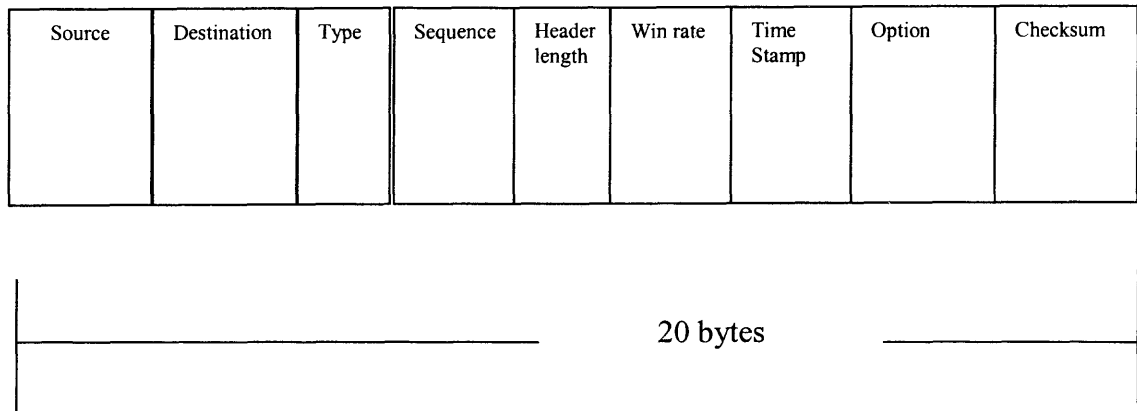 Source Destination Type Sequence Header Win rate Time Option Checksum
length Stamp
20 bytes